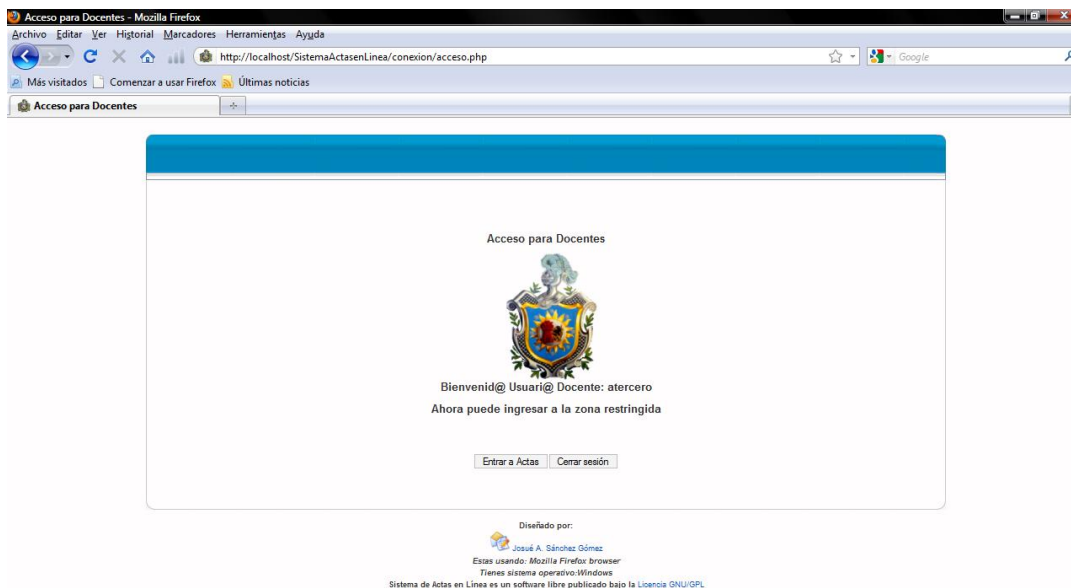 Acceso para Docentes - Mozilla Firefox
Archivo Editar Ver Historial Marcadores Herramientas Ayuda
http://localhost/SistemaActasenLinea/conexion/acceso.php
Google
Más visitados Comenzar a usar Firefox Últimas noticias
Acceso para Docentes
Acceso para Docentes
Bienvenid@ Usuari@ Docente: atercero
Ahora puede ingresar a la zona restringida
Entrar a Actas Cerrar sesión
Diseñado por:
Josué A. Sánchez Gómez
Estas usando: Mozilla Firefox browser
Tienes sistema operativo:Windows
Sistema de Actas en Línea es un software libre publicado bajo la Licencia GNU/GPL